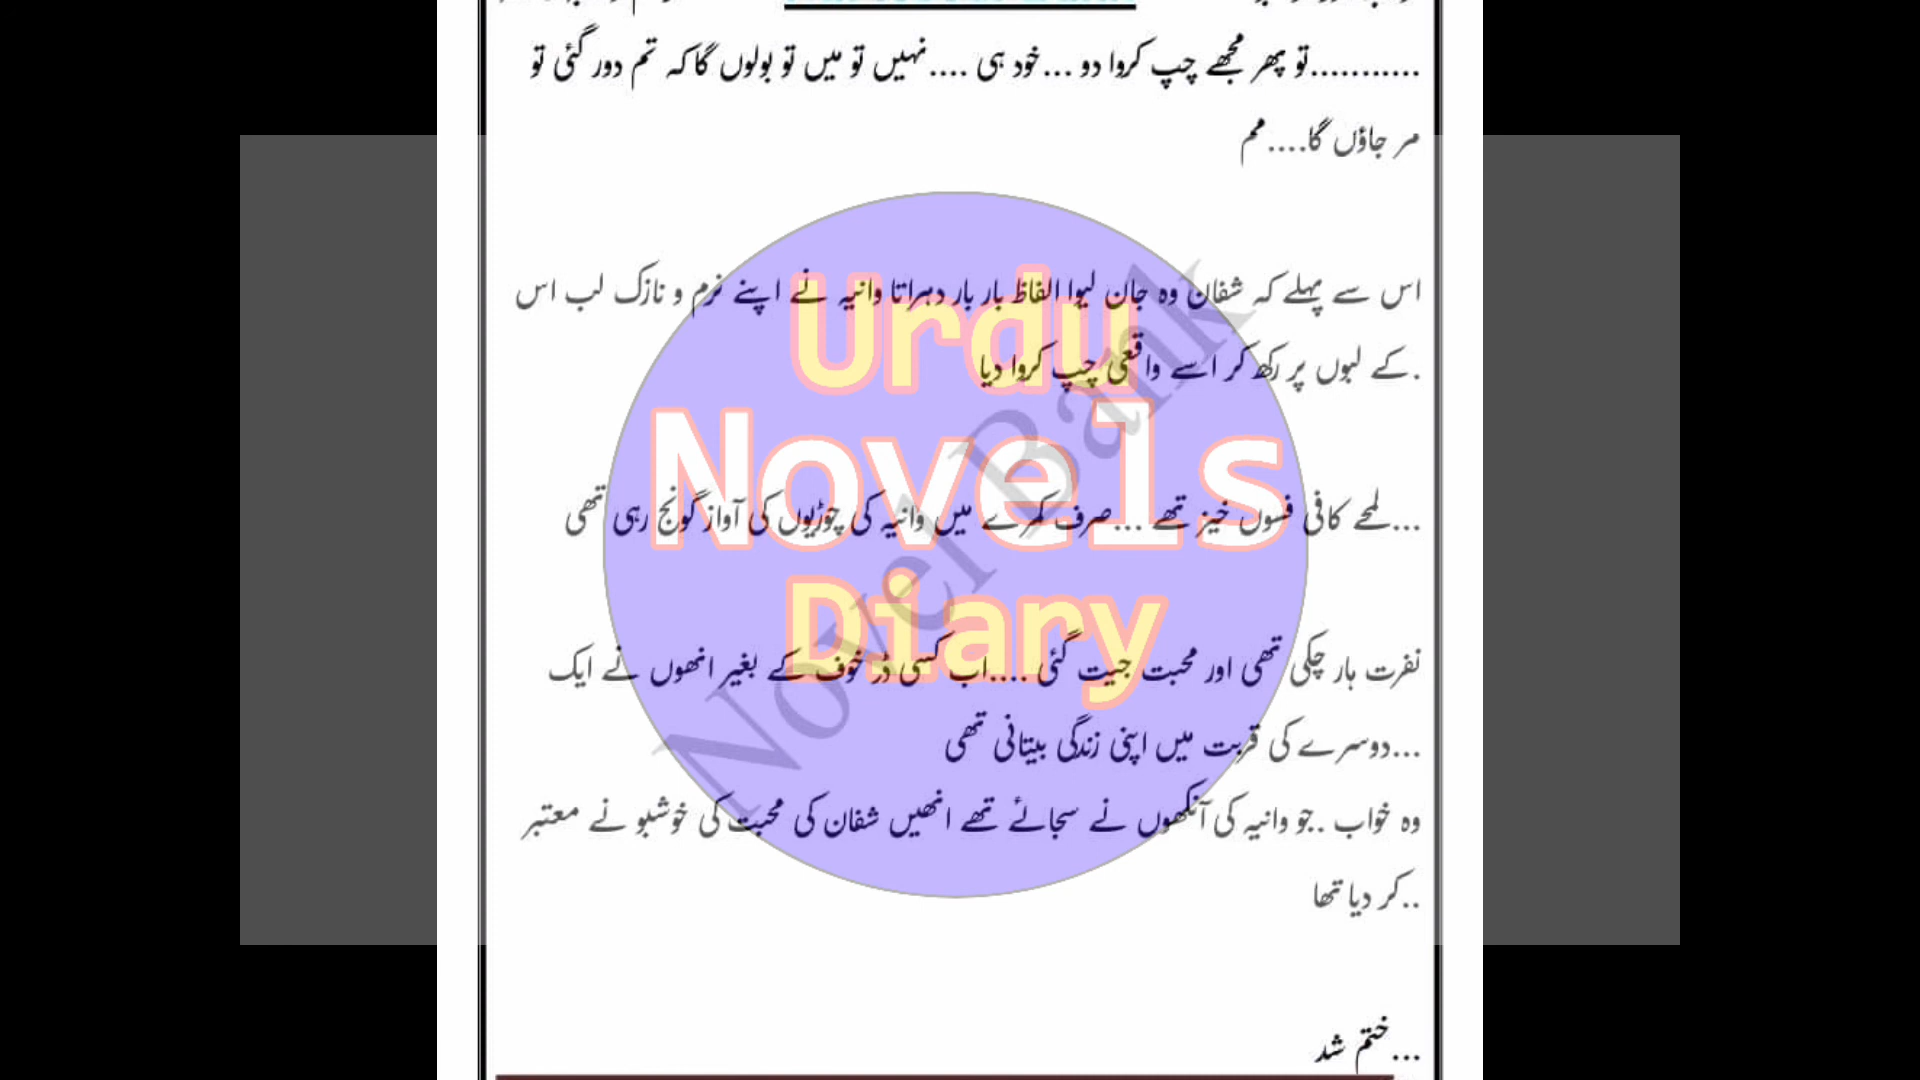 ...........تو پھر مجھے چپ کروا دو ...خود ہی ....نہیں تو میں تو بولوں گا کہ تم دور گئی تو
مر جاؤں گا....مم
اس سے پہلے کہ شفان وہ جان لیوا الفاظ بار بار دہراتا وانیہ نے اپنے نرم و نازک لب اس
.کے لبوں پر رکھ کر اسے واقعی چپ کروا دیا
...لمحے کافی فسوں خیز تھے ...صرف کمرے میں وانیہ کی چوڑیوں کی آواز گونج رہی تھی
نفرت ہار چکی تھی اور محبت جیت گئی ....اب کسی ڈر خوف کے بغیر انھوں نے ایک
...دوسرے کی قربت میں اپنی زندگی بیتانی تھی
وہ خواب .جو وانیہ کی آنکھوں نے سجائے تھے انھیں شفان کی محبت کی خوشبو نے معتبر
..کر دیا تھا
...ختم شد
Urdu
Novels
Diary
Novel Bank